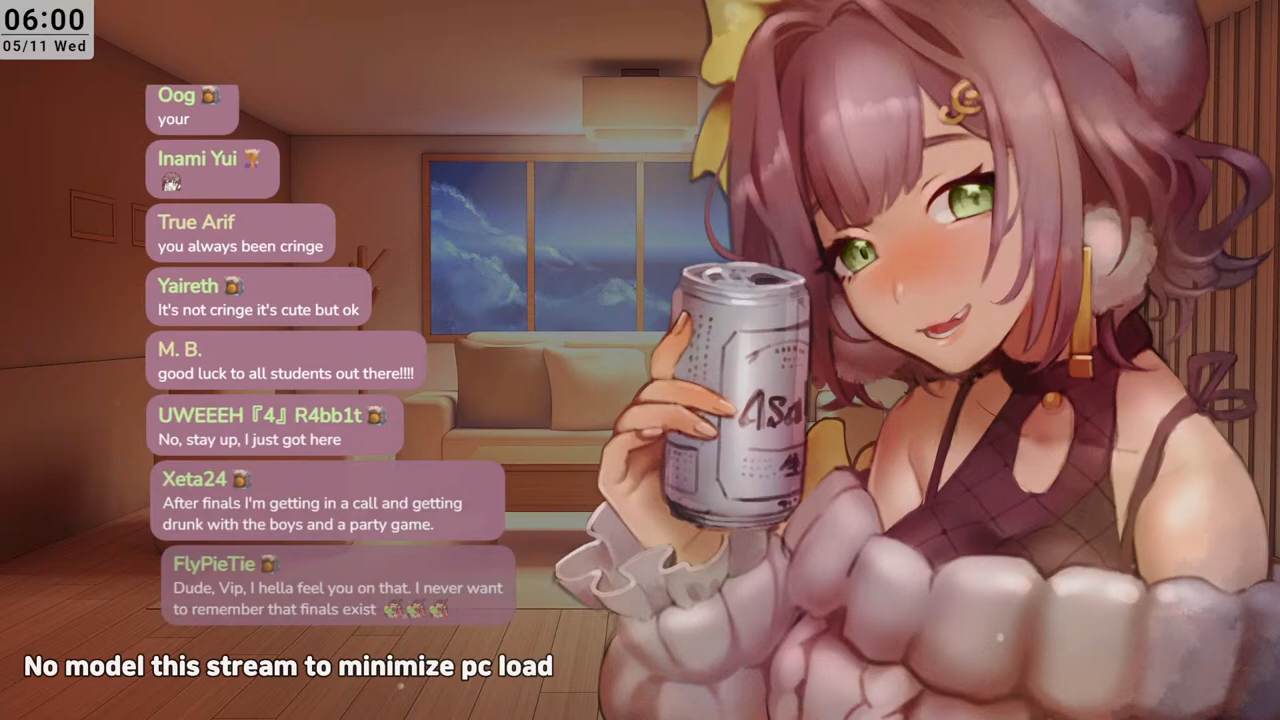 06:00
05/11 Wed
Oog
your
Inami Yui
True Arif
you always been cringe
Yaireth
It's not cringe it's cute but ok
M. B.
good luck to all students out there!!!!
UWEEEH『4』R4bb1t
No, stay up, I just got here
Xeta24
After finals I'm getting in a call and getting
drunk with the boys and a party game.
FlyPieTie
Dude, Vip, I hella feel you on that. I never want
to remember that finals exist
Asa
No model this stream to minimize pc load